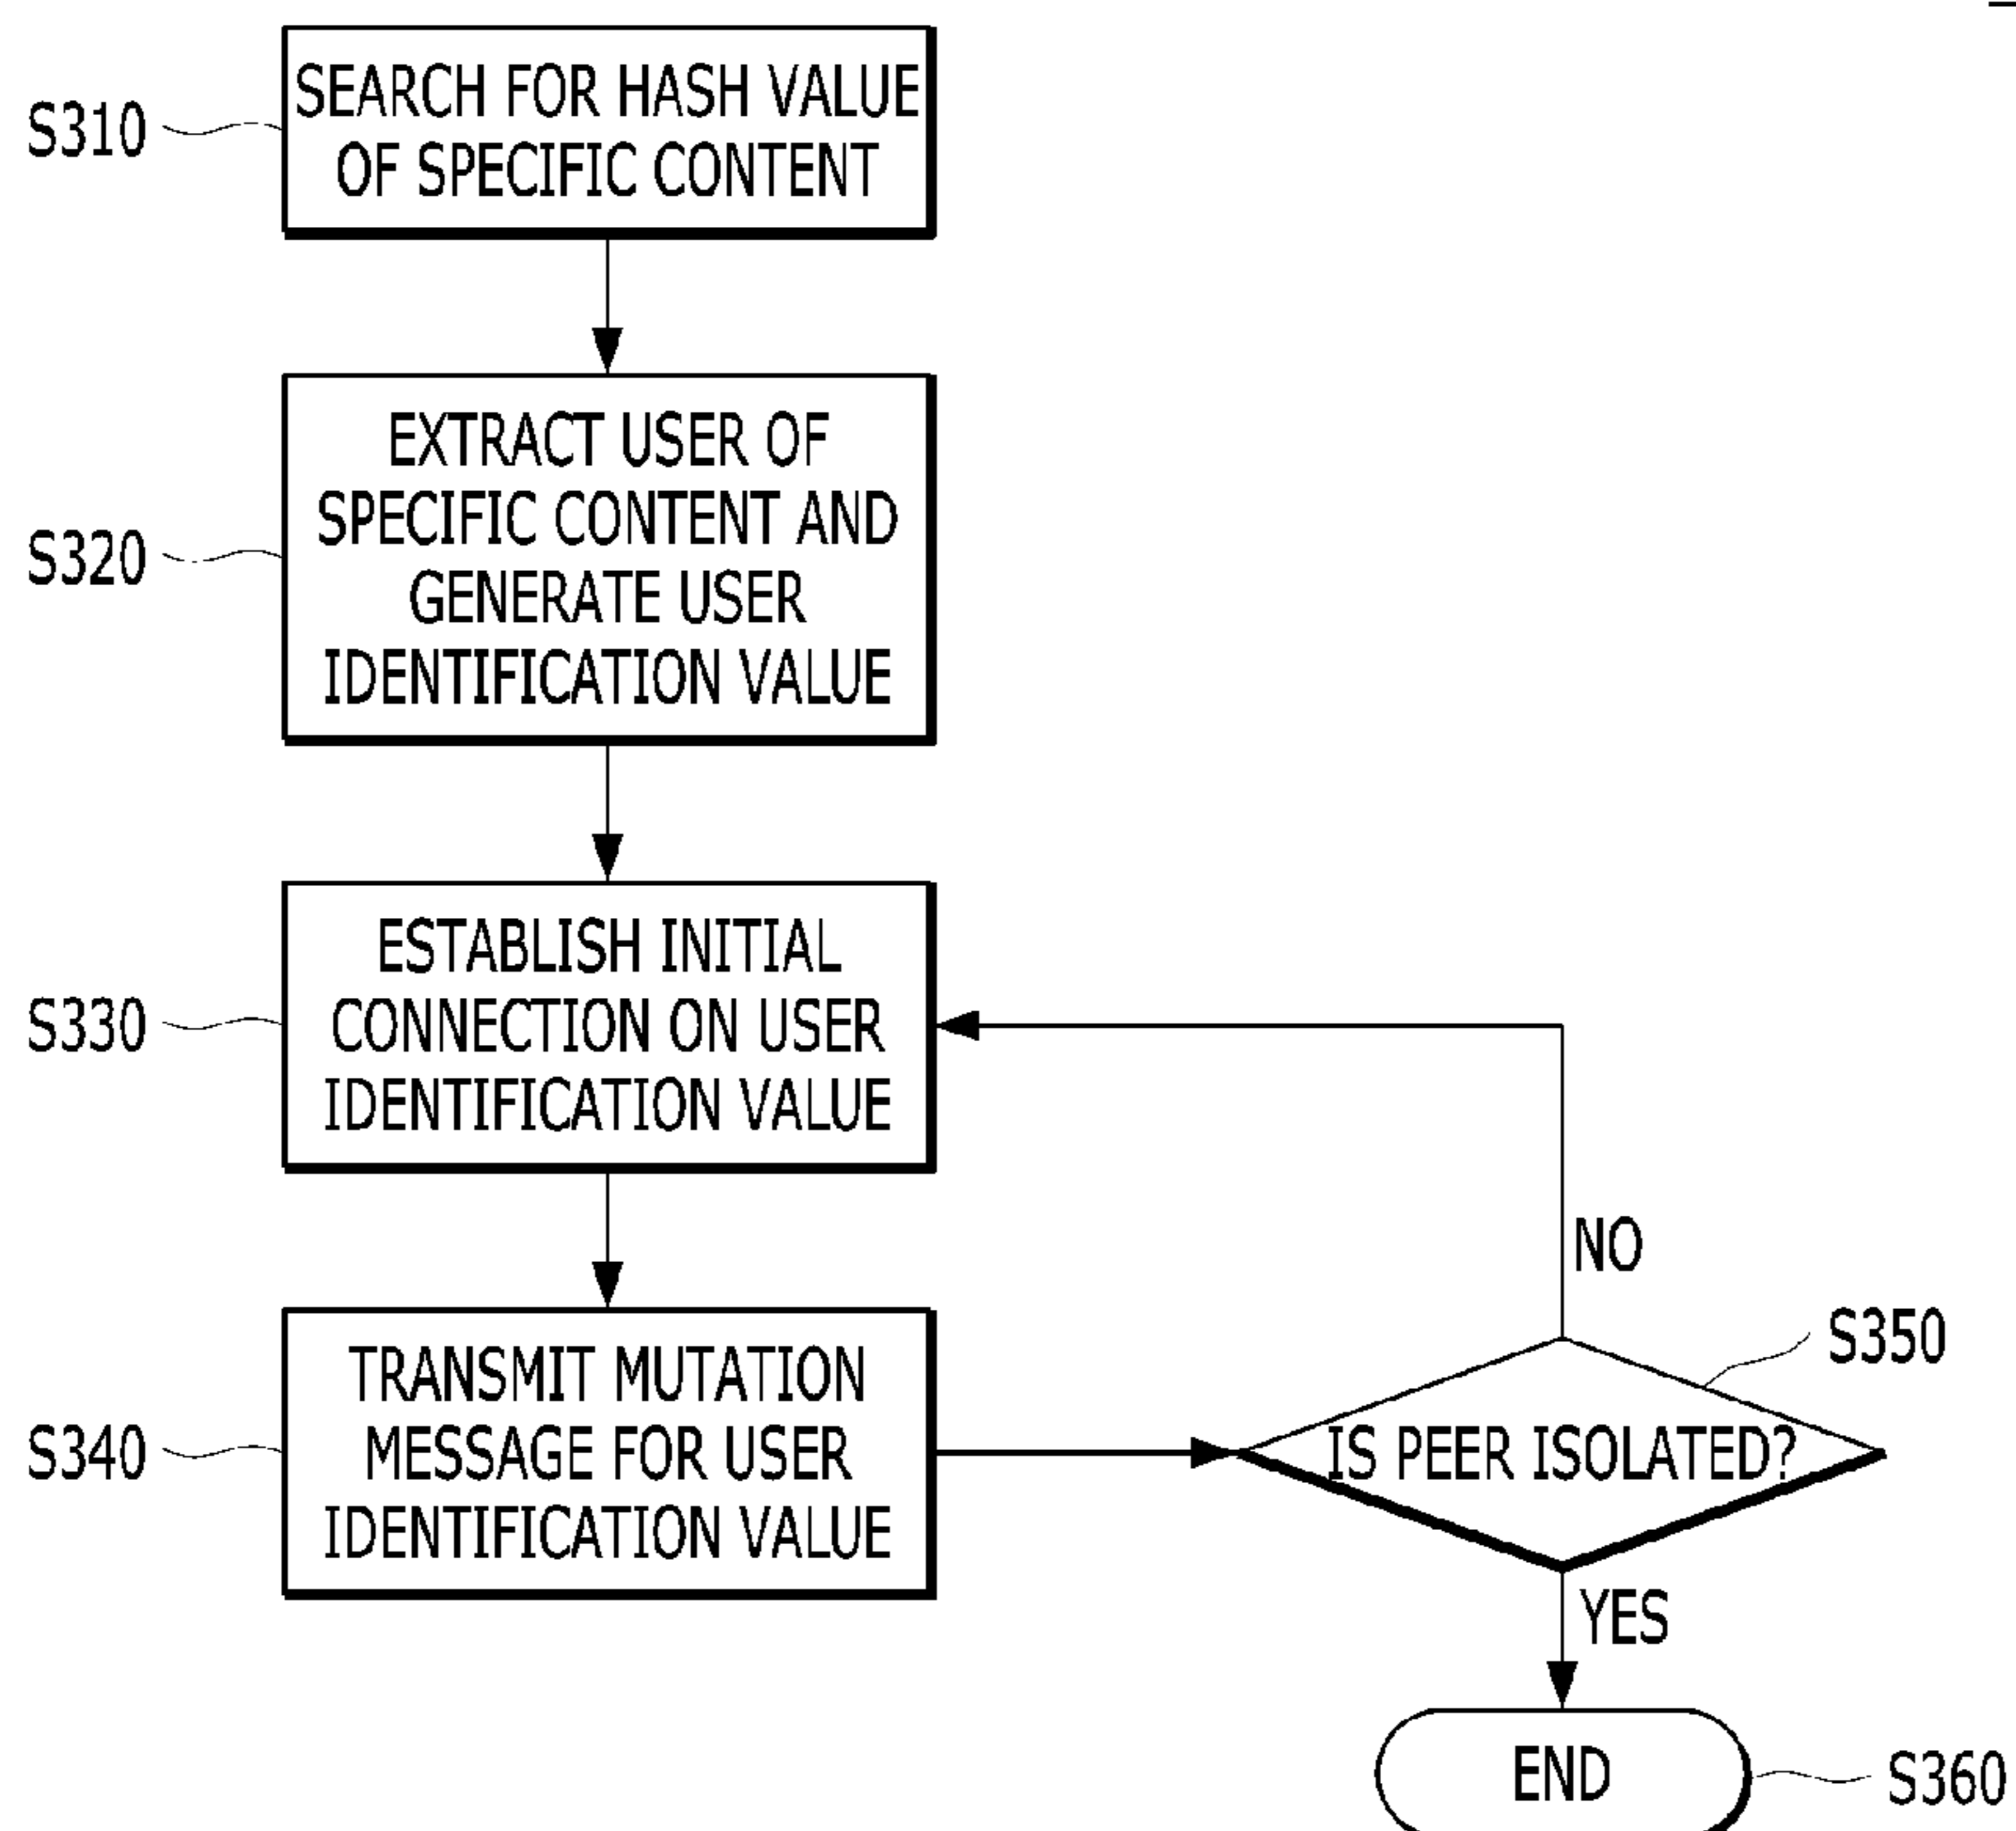 S310
SEARCH FOR HASH VALUE
OF SPECIFIC CONTENT
S320
EXTRACT USER OF
SPECIFIC CONTENT AND
GENERATE USER
IDENTIFICATION VALUE
S330
ESTABLISH INITIAL
CONNECTION ON USER
IDENTIFICATION VALUE
NO
S340
TRANSMIT MUTATION
MESSAGE FOR USER
IDENTIFICATION VALUE
S350
IS PEER ISOLATED?
YES
END
S360